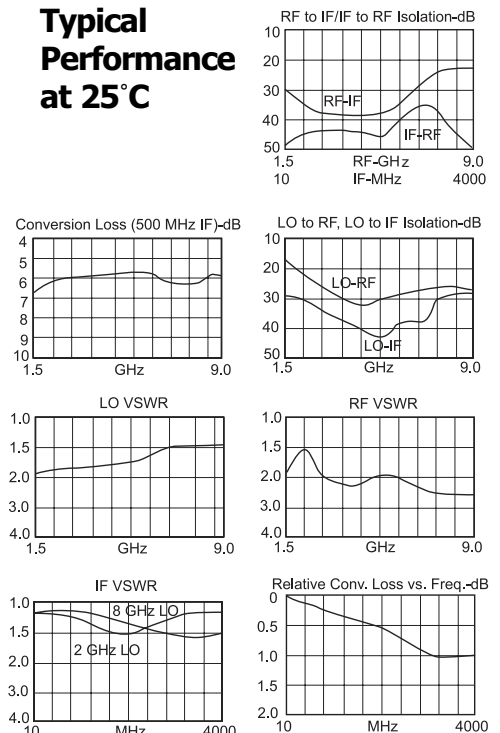 Typical
Performance
at 25°C
RF to IF/IF to RF Isolation-dB
10
20
30
40
50
RF-IF
IF-RF
1.5 RF-GHz 9.0
10 IF-MHz 4000
Conversion Loss (500 MHz IF)-dB
4
5
6
7
8
9
10
1.5 GHz 9.0
LO to RF, LO to IF Isolation-dB
10
20
30
40
50
LO-RF
LO-IF
1.5 GHz 9.0
LO VSWR
1.0
1.5
2.0
3.0
4.0
1.5 GHz 9.0
RF VSWR
1.0
1.5
2.0
3.0
4.0
1.5 GHz 9.0
IF VSWR
1.0
1.5
2.0
3.0
4.0
8 GHz LO
2 GHz LO
10 MHz 4000
Relative Conv. Loss vs. Freq.-dB
0
0.5
1.0
1.5
2.0
10 MHz 4000